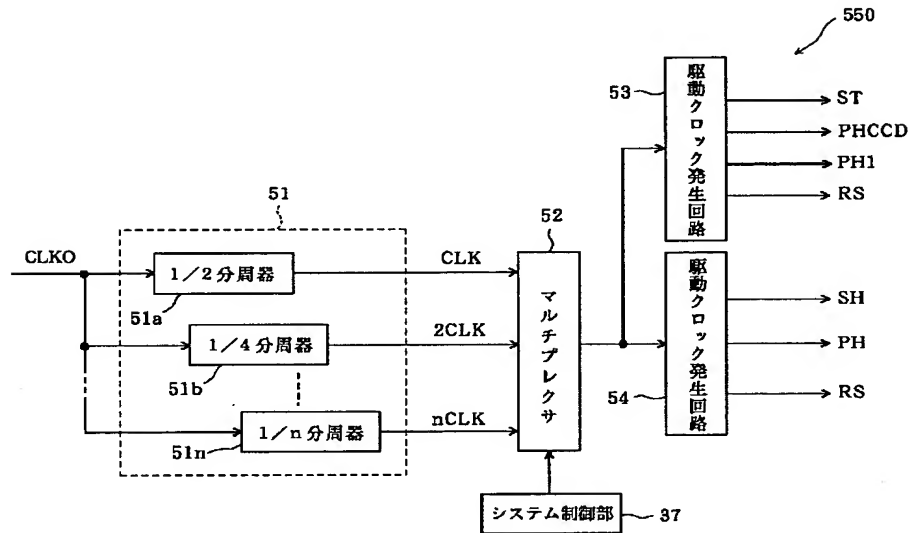 550
53
駆動クロック発生回路
ST
PHCCD
PH1
RS
51
52
CLKO
1/2分周器
CLK
51a
マルチプレクサ
1/4分周器
2CLK
51b
1/n分周器
nCLK
51n
54
駆動クロック発生回路
SH
PH
RS
システム制御部
37